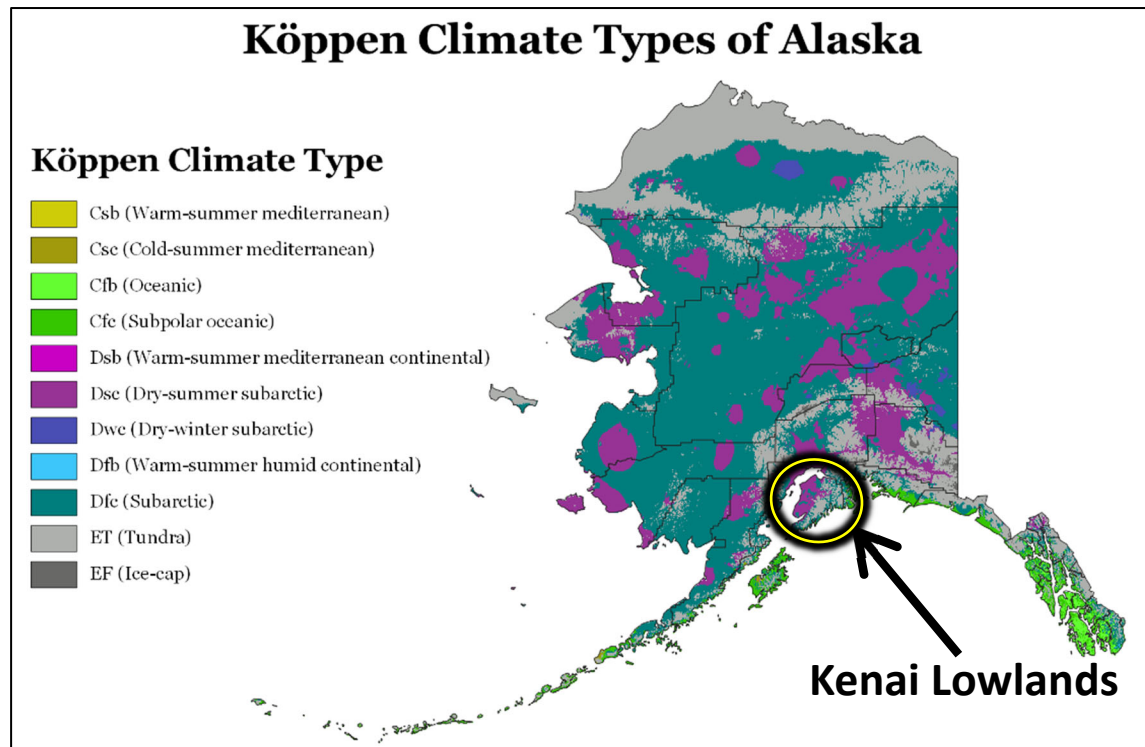 Köppen Climate Types of Alaska
Köppen Climate Type
Csb (Warm-summer mediterranean)
Csc (Cold-summer mediterranean)
Cfb (Oceanic)
Cfc (Subpolar oceanic)
Dsb (Warm-summer mediterranean continental)
Dsc (Dry-summer subarctic)
Dwc (Dry-winter subarctic)
Dfb (Warm-summer humid continental)
Dfc (Subarctic)
ET (Tundra)
EF (Ice-cap)
Kenai Lowlands